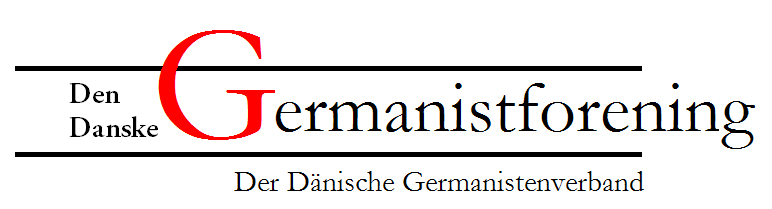 Den
Danske
Germanistforening
Der Dänische Germanistenverband